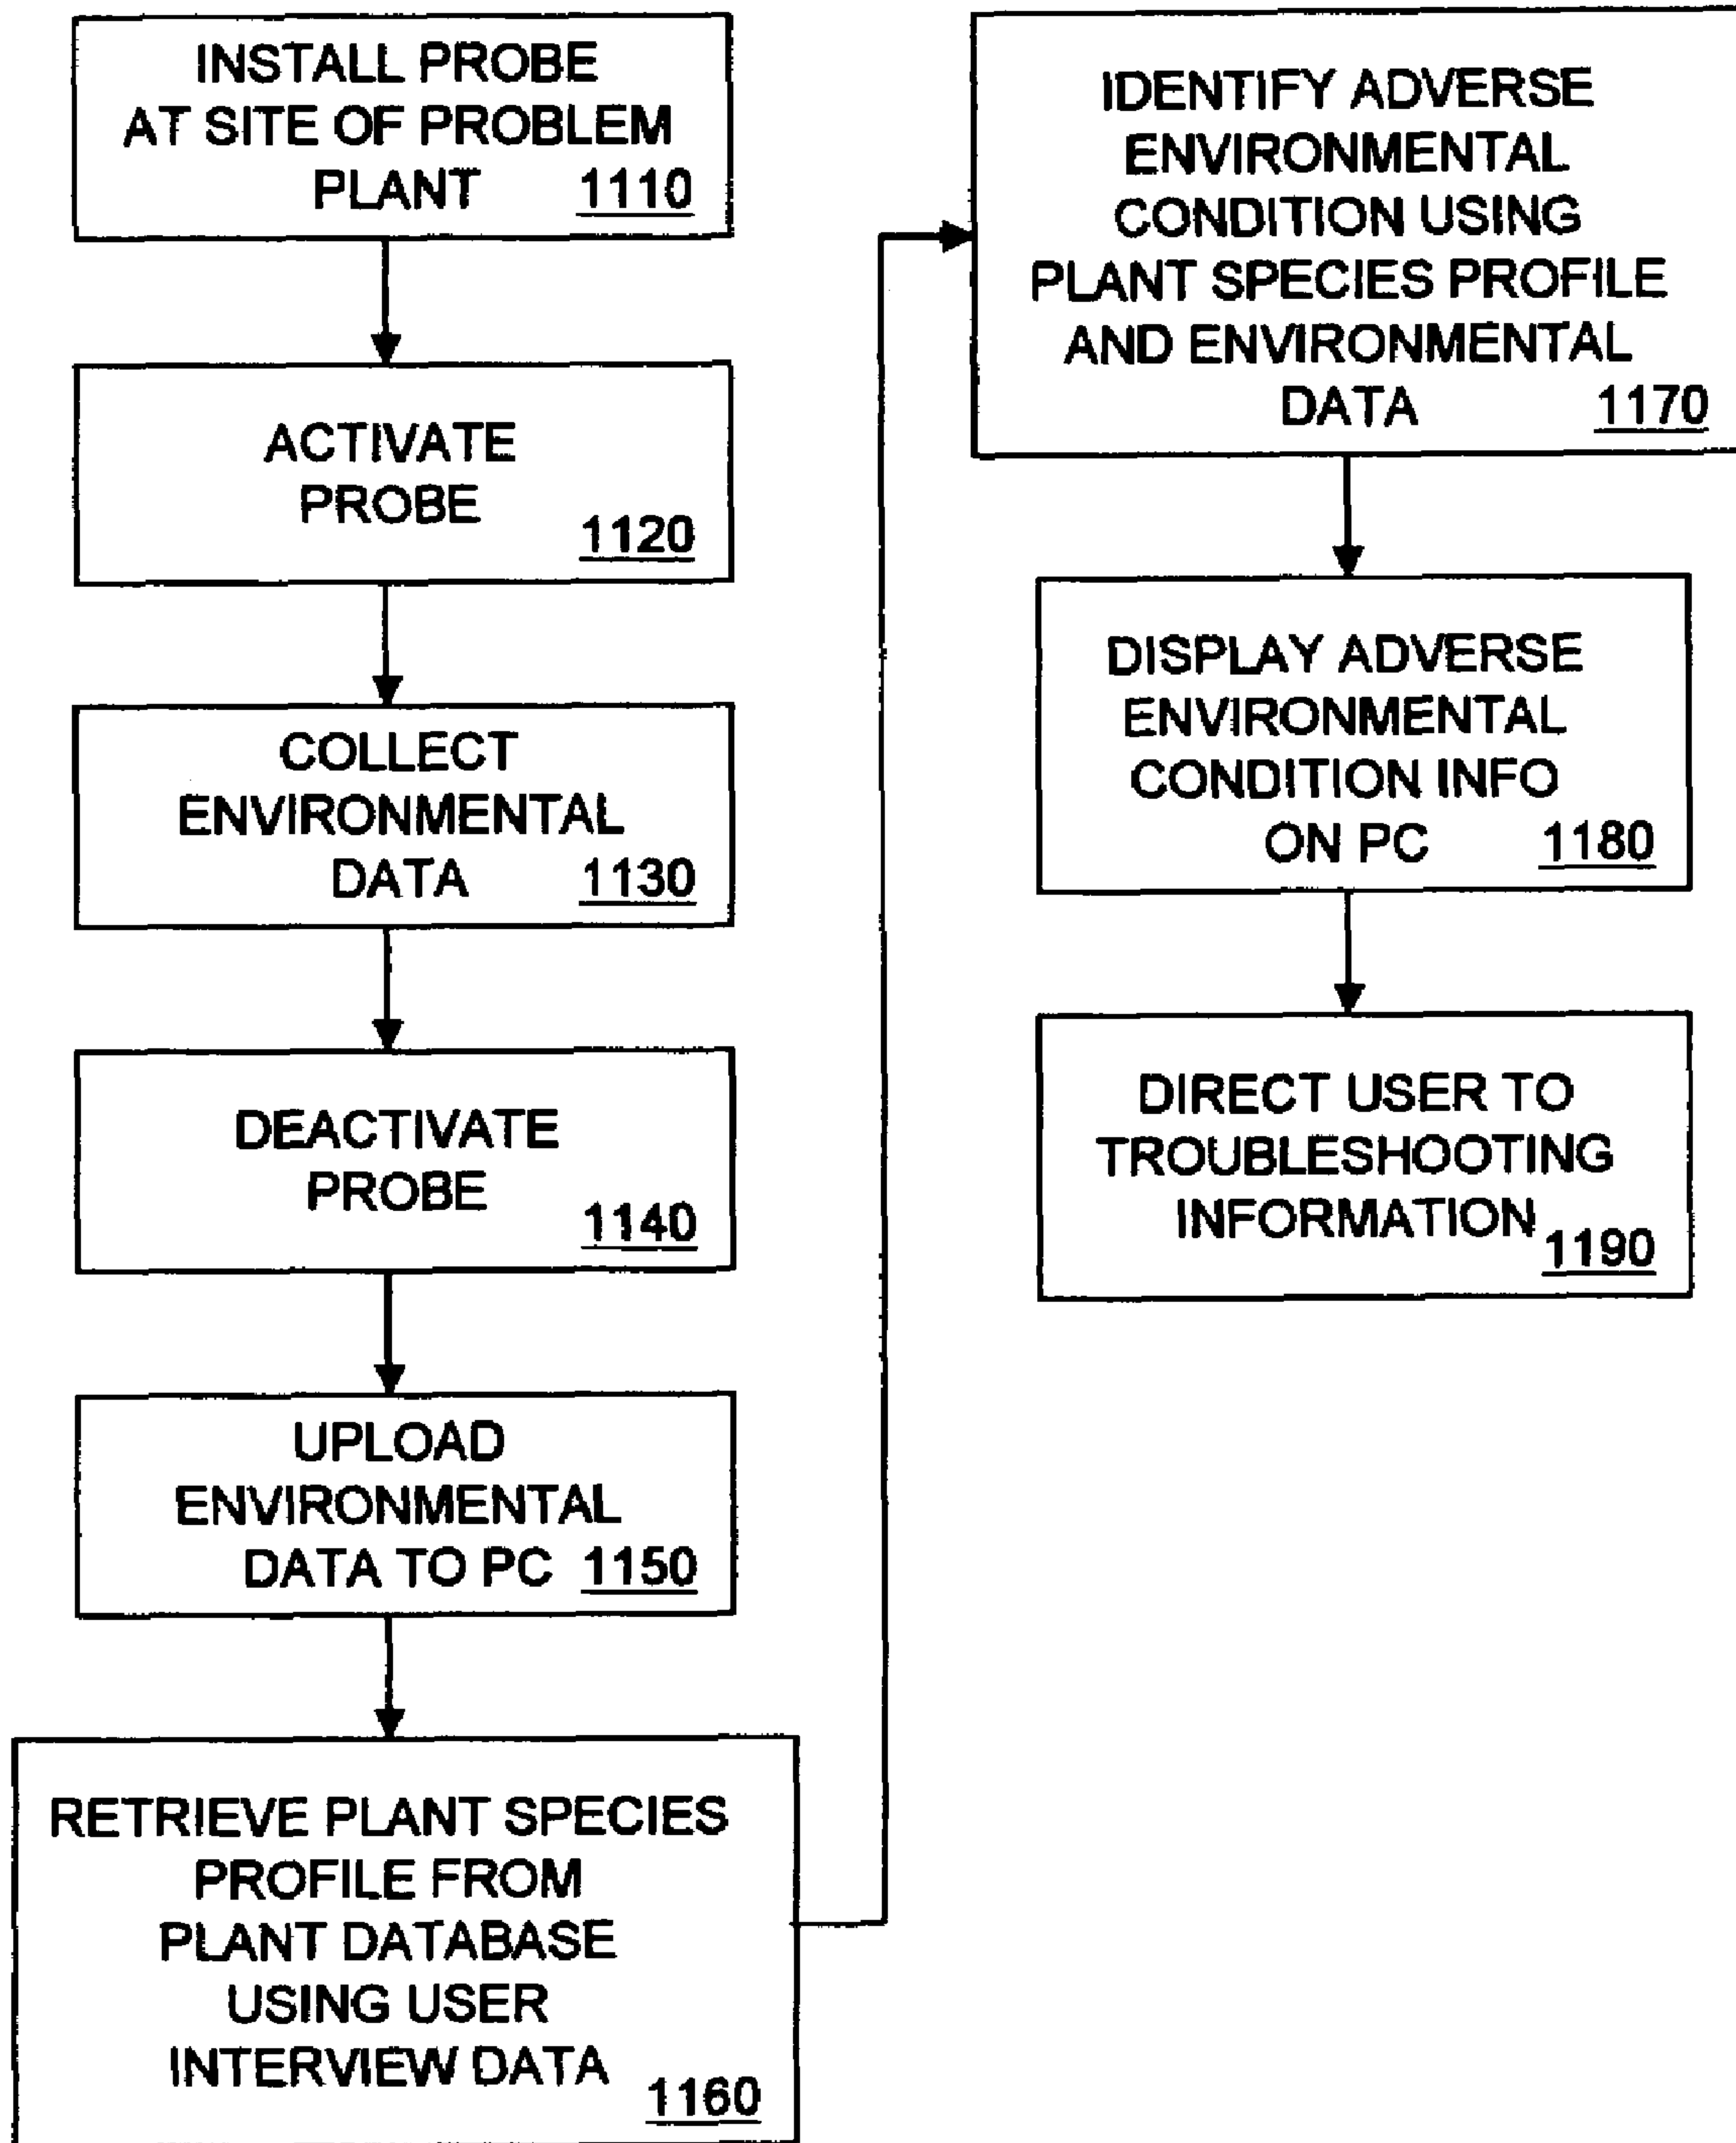 INSTALL PROBE
AT SITE OF PROBLEM
PLANT 1110
ACTIVATE
PROBE
1120
COLLECT
ENVIRONMENTAL
DATA 1130
DEACTIVATE
PROBE
1140
UPLOAD
ENVIRONMENTAL
DATA TO PC 1150
RETRIEVE PLANT SPECIES
PROFILE FROM
PLANT DATABASE
USING USER
INTERVIEW DATA
1160
IDENTIFY ADVERSE
ENVIRONMENTAL
CONDITION USING
PLANT SPECIES PROFILE
AND ENVIRONMENTAL
DATA 1170
DISPLAY ADVERSE
ENVIRONMENTAL
CONDITION INFO
ON PC 1180
DIRECT USER TO
TROUBLESHOOTING
INFORMATION
1190